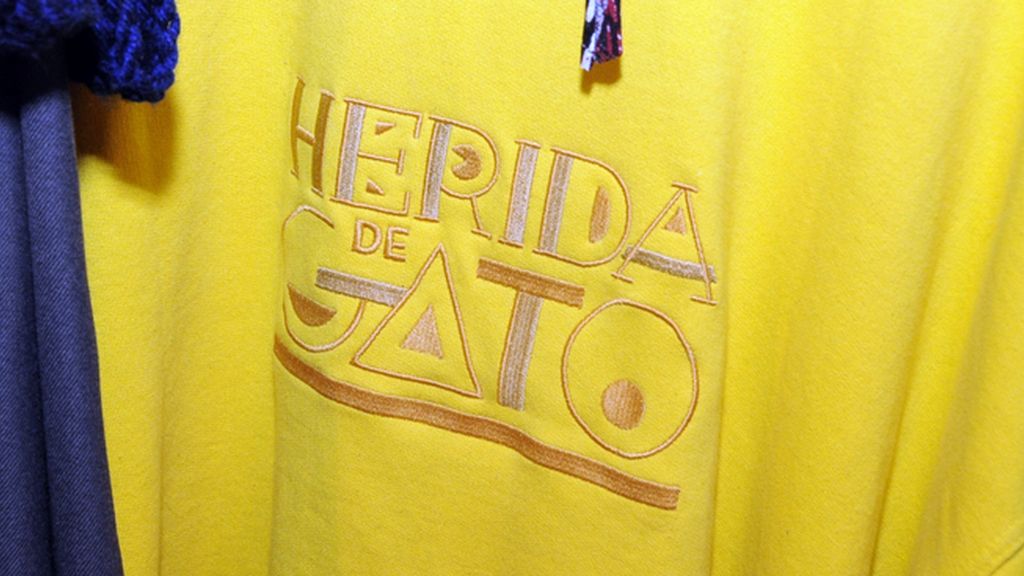 HERIDA
DE
GATO